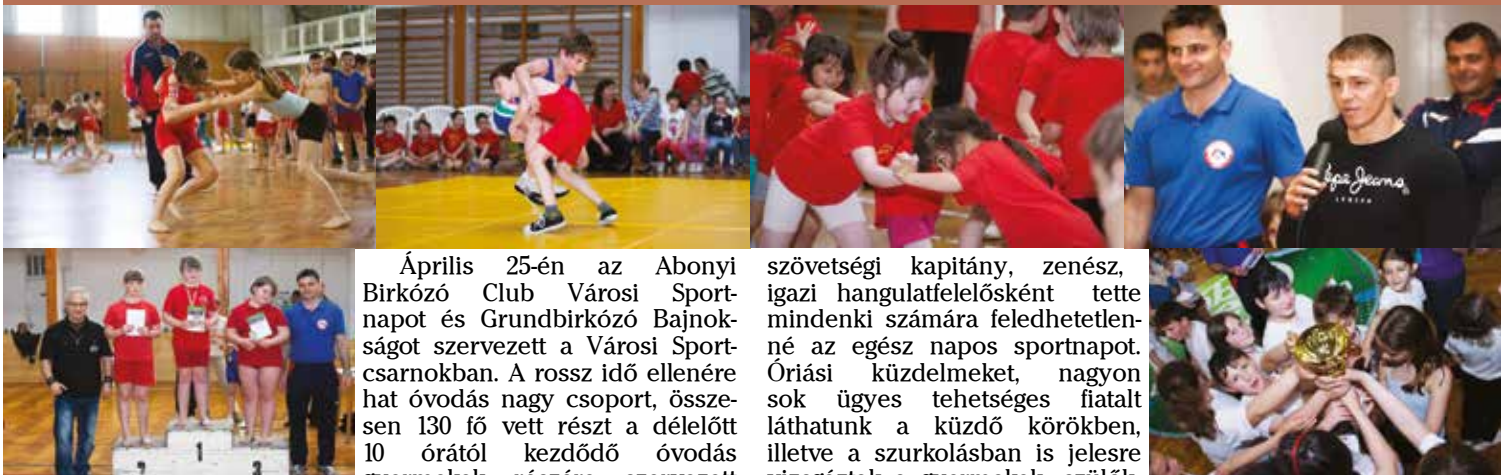 Április 25-én az Abonyi
Birkózó Club Városi Sport-
napot és Grundbirkózó Bajnok-
ságot szervezett a Városi Sport-
csarnokban. A rossz idő ellenére
hat óvodás nagy csoport, össze-
sen 130 fő vett részt a délelőtt
10 órától kezdődő óvodás
szövetségi kapitány, zenész,
igazi hangulatfelelősként tette
mindenki számára feledhetetlen-
né az egész napos sportnapot.
Óriási küzdelmeket, nagyon
sok ügyes tehetséges fiatalt
láthatunk a küzdő körökben,
illetve a szurkolásban is jelesre
Jeans
1
2
3